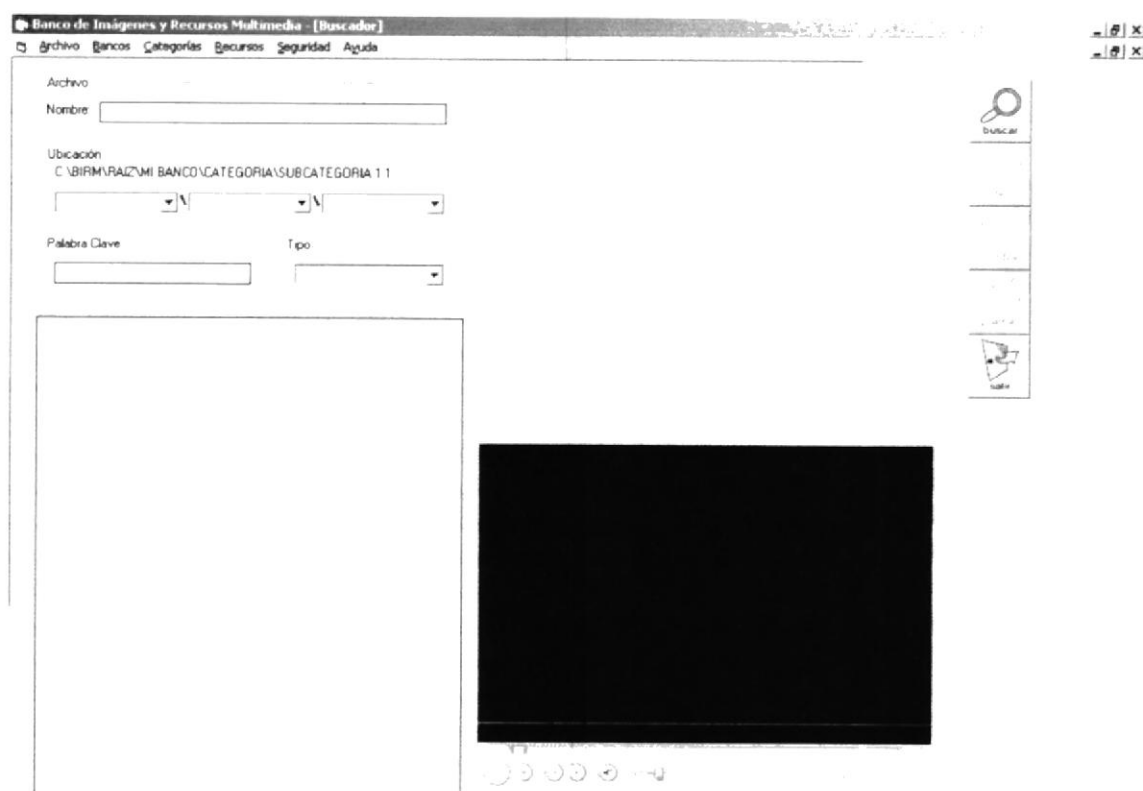 Banco de Imágenes y Recursos Multimedia - [Buscador]
Archivo Bancos Categorías Recursos Seguridad Ayuda
Archivo
Nombre
buscar
Ubicación
C:\BIRM\RAIZ\MI BANCO\CATEGORIA\SUBCATEGORIA 1 1
\ \
Palabra Clave Tipo
salir